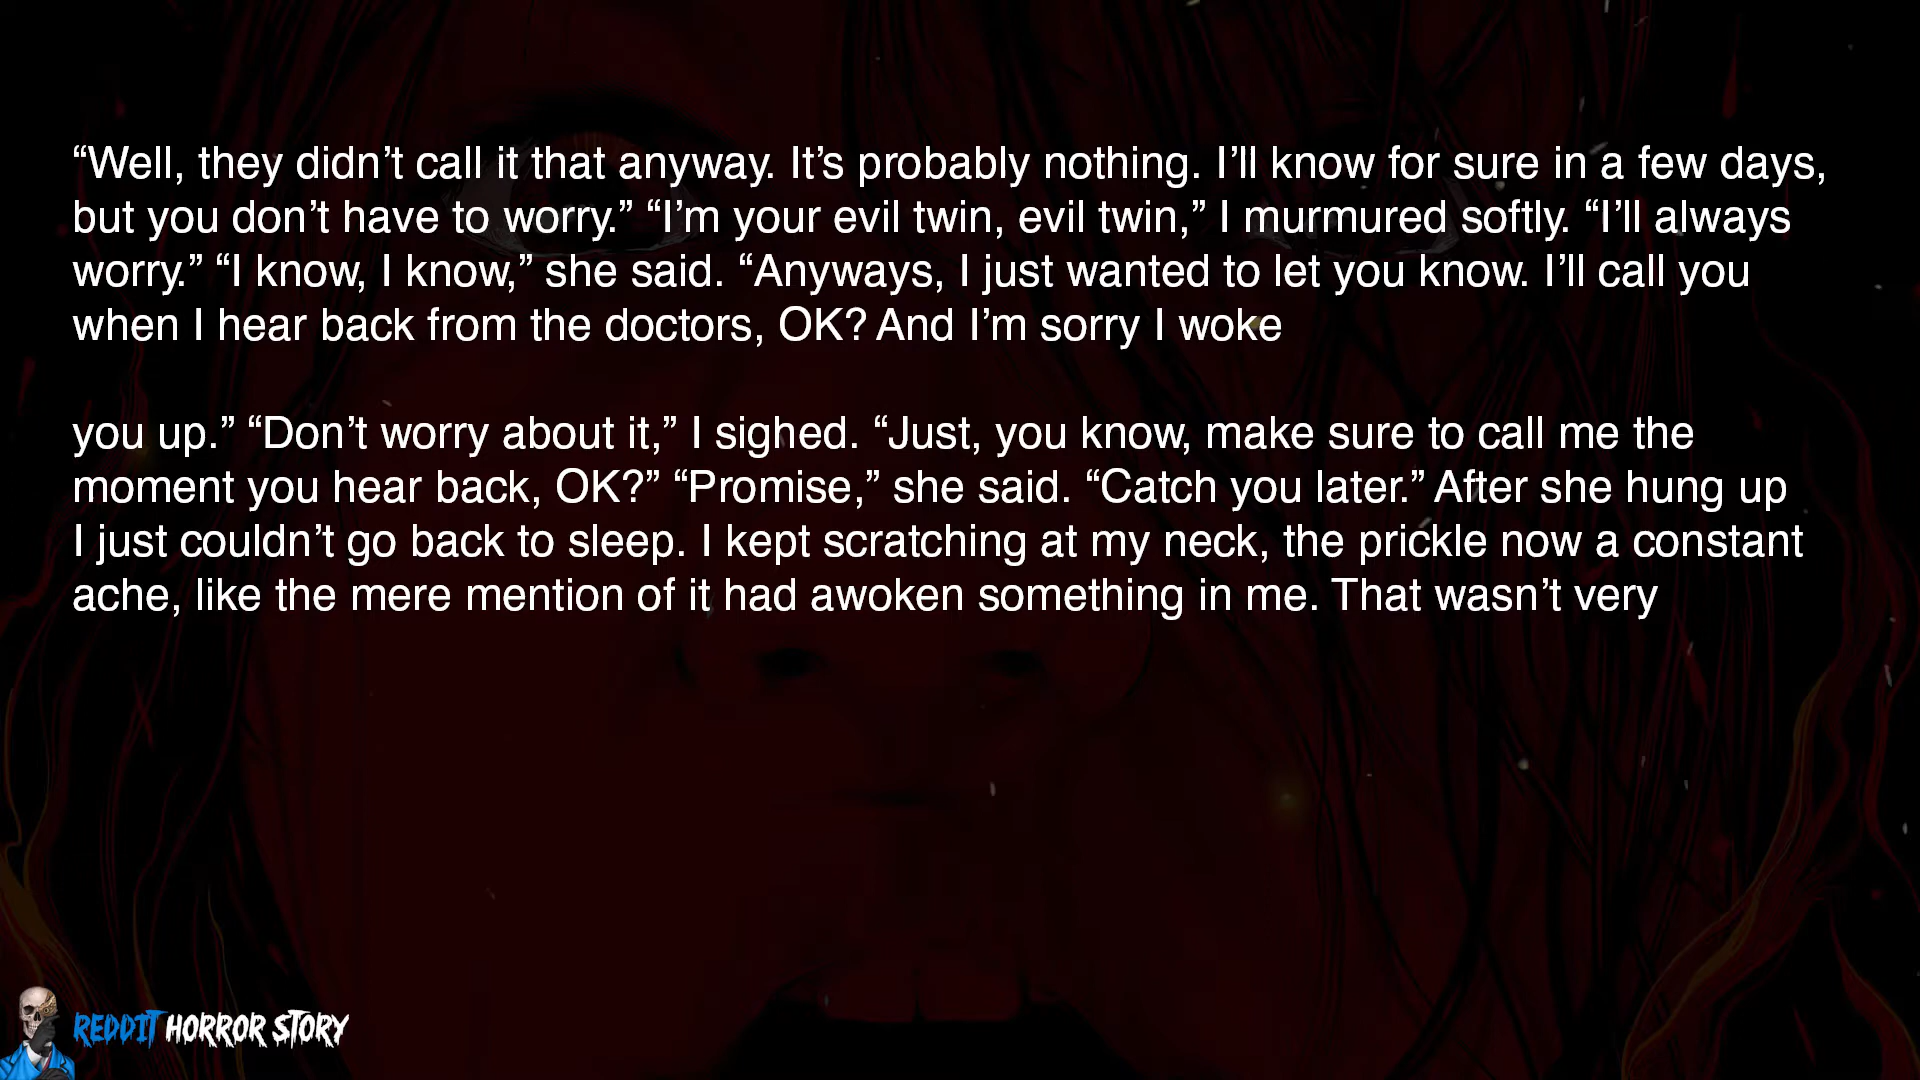 “Well, they didn’t call it that anyway. It’s probably nothing. I’ll know for sure in a few days,
but you don’t have to worry.” “I’m your evil twin, evil twin,” I murmured softly. “I’ll always
worry.” “I know, I know,” she said. “Anyways, I just wanted to let you know. I’ll call you
when I hear back from the doctors, OK? And I’m sorry I woke
you up.” “Don’t worry about it,” I sighed. “Just, you know, make sure to call me the
moment you hear back, OK?” “Promise,” she said. “Catch you later.” After she hung up
I just couldn’t go back to sleep. I kept scratching at my neck, the prickle now a constant
ache, like the mere mention of it had awoken something in me. That wasn’t very
REDDIT HORROR STORY